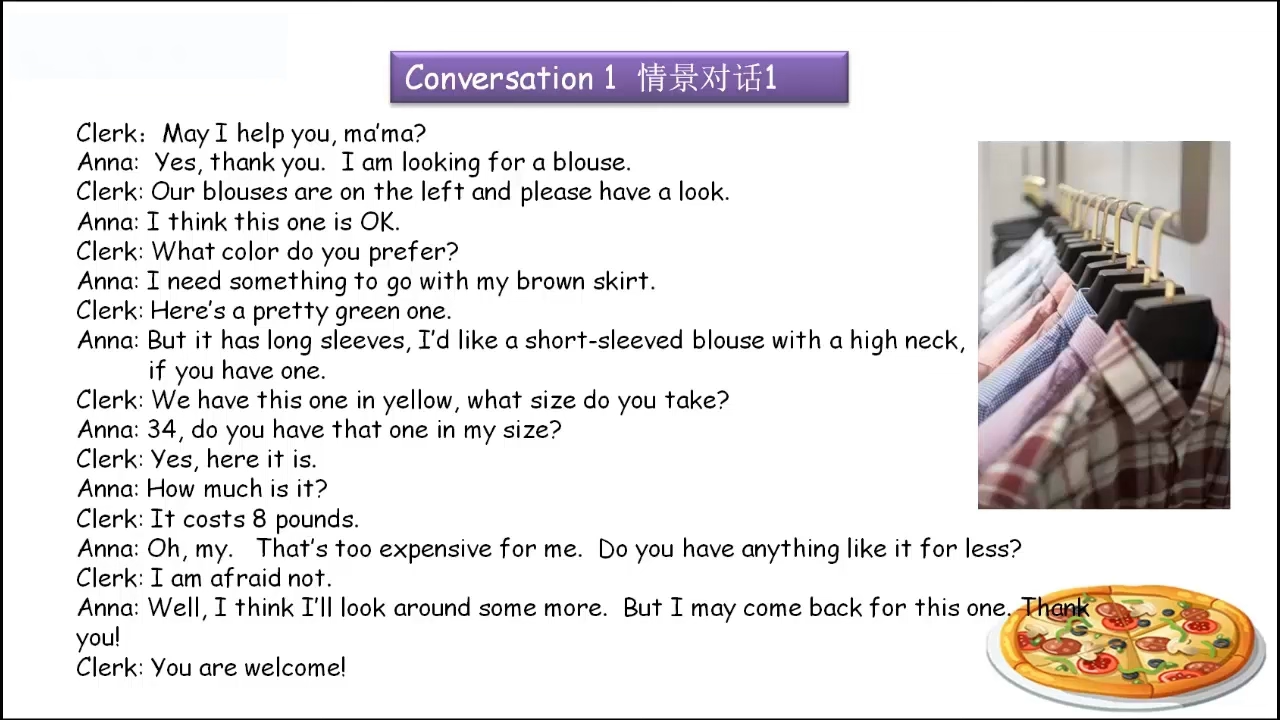 Conversation 1 情景对话1
Clerk：May I help you, ma'ma?
Anna: Yes, thank you. I am looking for a blouse.
Clerk: Our blouses are on the left and please have a look.
Anna: I think this one is OK.
Clerk: What color do you prefer?
Anna: I need something to go with my brown skirt.
Clerk: Here's a pretty green one.
Anna: But it has long sleeves, I'd like a short-sleeved blouse with a high neck,
if you have one.
Clerk: We have this one in yellow, what size do you take?
Anna: 34, do you have that one in my size?
Clerk: Yes, here it is.
Anna: How much is it?
Clerk: It costs 8 pounds.
Anna: Oh, my. That's too expensive for me. Do you have anything like it for less?
Clerk: I am afraid not.
Anna: Well, I think I'll look around some more. But I may come back for this one. Thank
you!
Clerk: You are welcome!